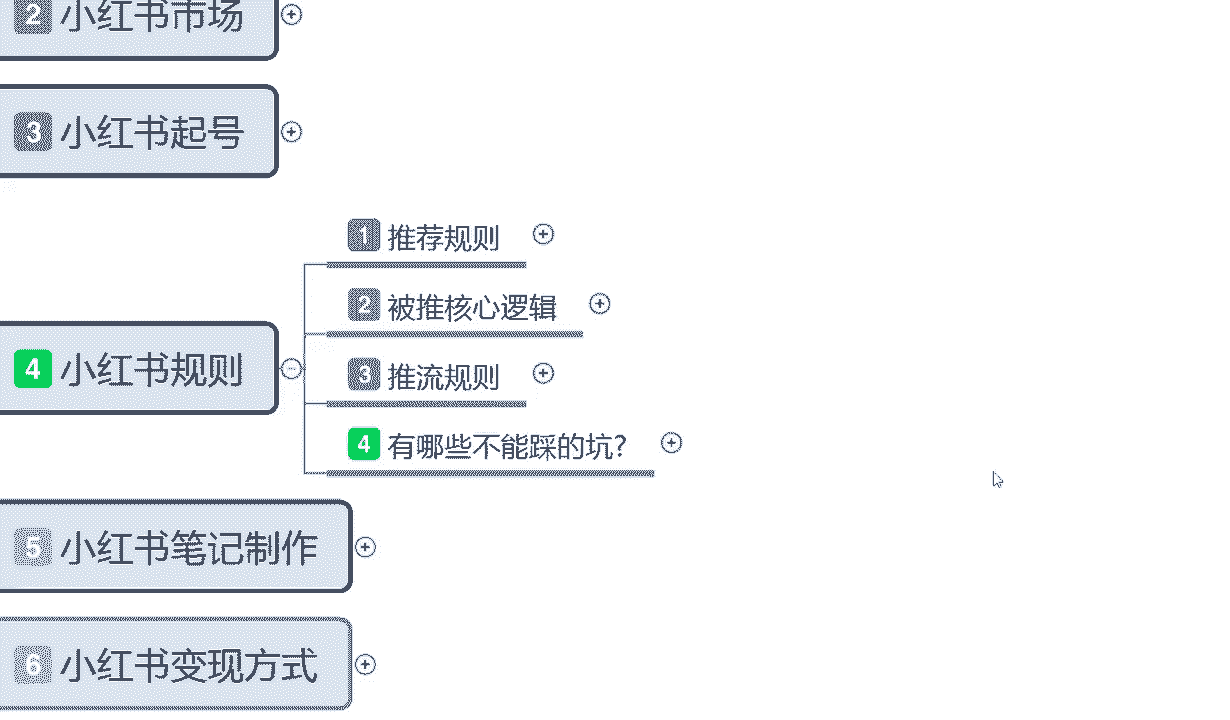 2 小红书市场
3 小红书起号
4 小红书规则
1 推荐规则
2 被推核心逻辑
3 推流规则
4 有哪些不能踩的坑?
5 小红书笔记制作
6 小红书变现方式